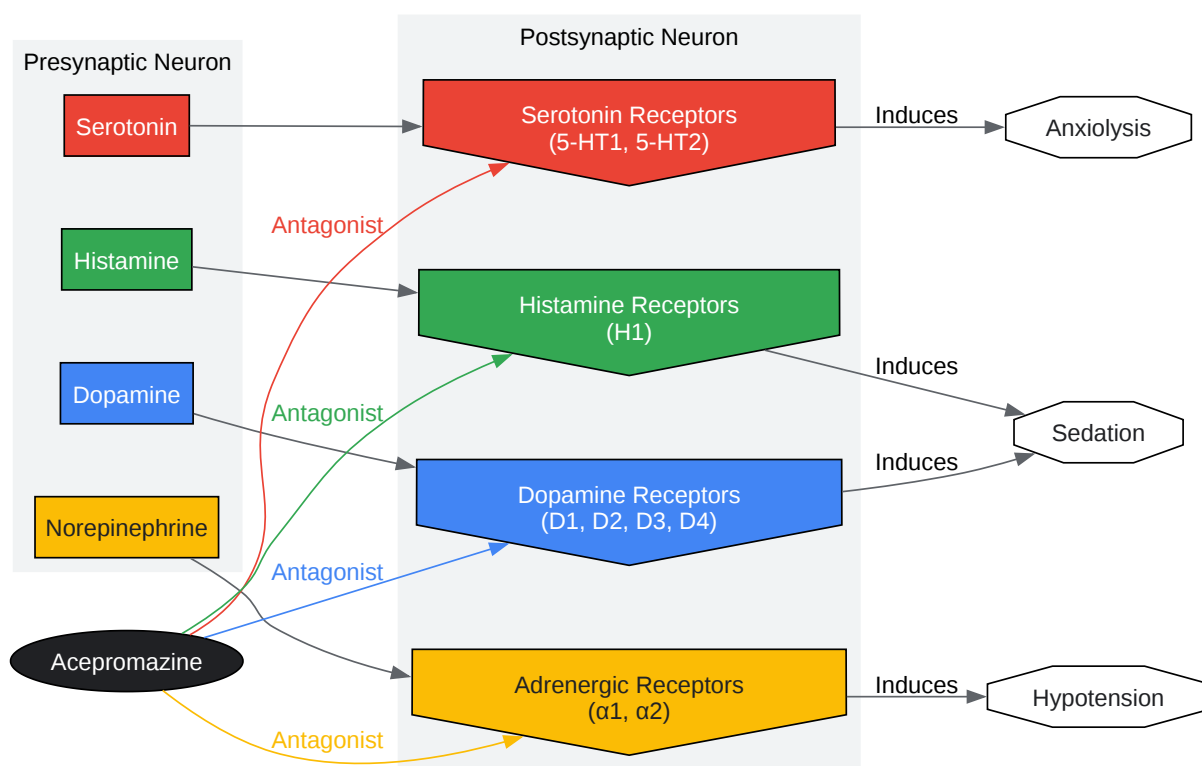 Presynaptic Neuron
Postsynaptic Neuron
Serotonin
Serotonin Receptors
(5-HT1, 5-HT2)
Induces
Anxiolysis
Antagonist
Histamine
Histamine Receptors
(H1)
Induces
Antagonist
Dopamine
Sedation
Induces
Dopamine Receptors
(D1, D2, D3, D4)
Norepinephrine
Antagonist
Acepromazine
Adrenergic Receptors
(α1, α2)
Induces
Hypotension
Antagonist